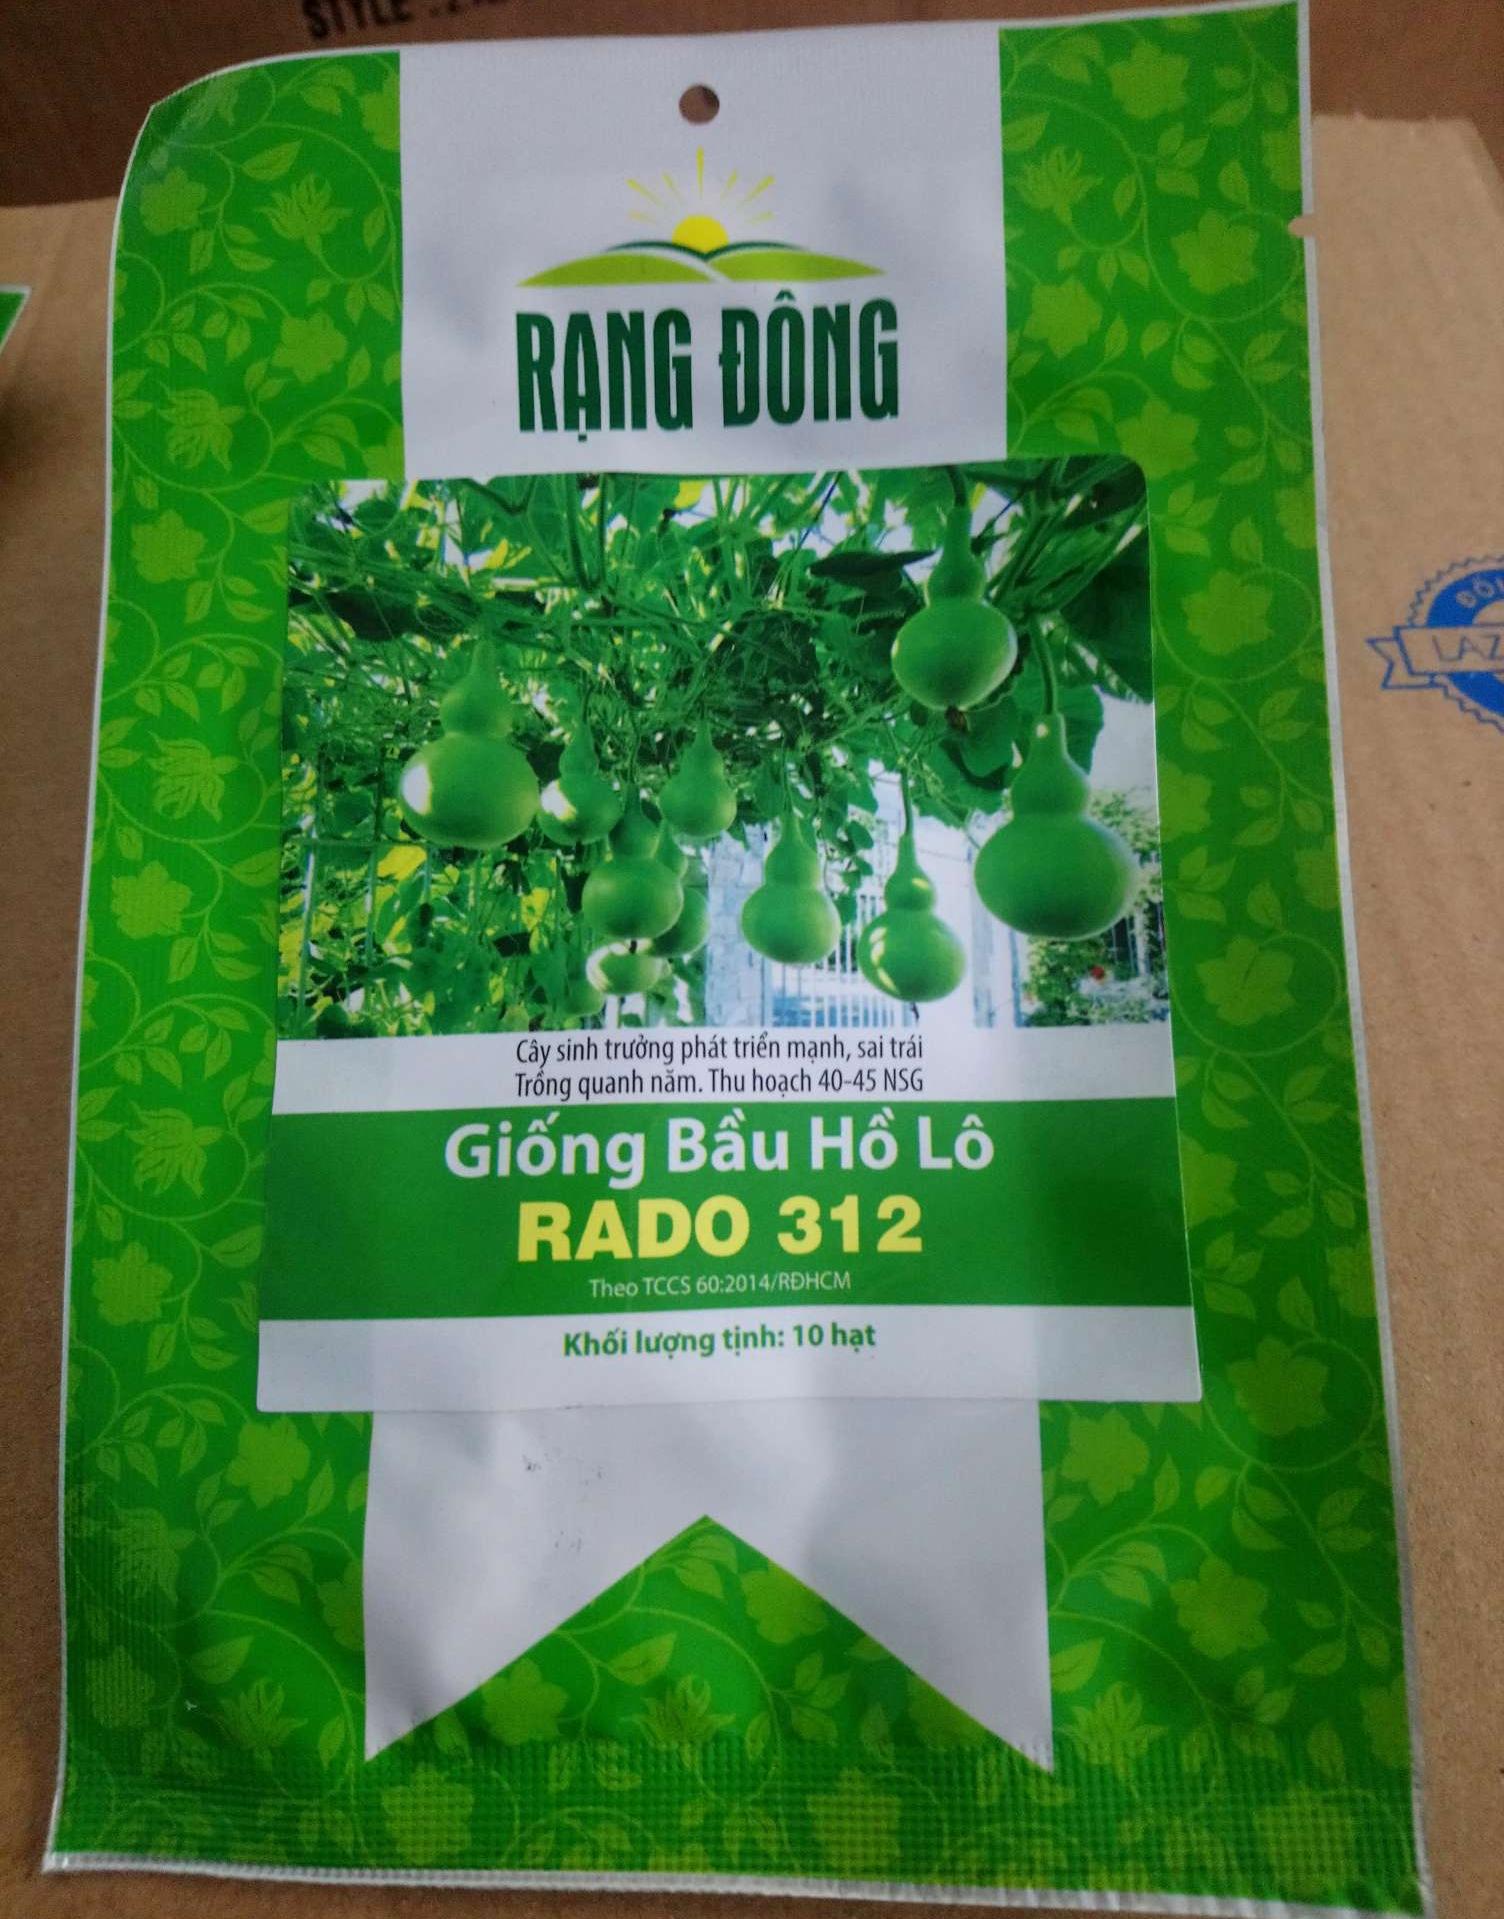 STYLE
RẠNG ĐÔNG
Cây sinh trưởng phát triển mạnh, sai trái
Trồng quanh năm. Thu hoạch 40-45 NSG
Giống Bầu Hồ Lô
RADO 312
Theo TCCS 60:2014/RĐHCM
Khối lượng tịnh: 10 hạt